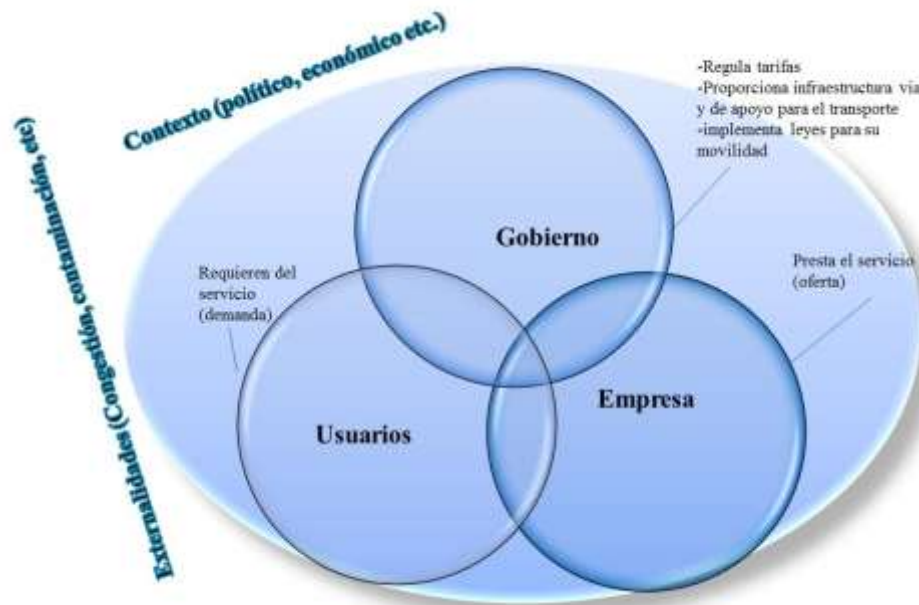 Contexto (político, económico etc.)
Externalidades (Congestión, contaminación, etc)
-Regula tarifas
-Proporciona infraestructura via
y de apoyo para el transporte
-implementa leyes para su
movilidad
Gobierno
Requieren del
servicio
(demanda)
Presta el servicio
(oferta)
Empresa
Usuarios